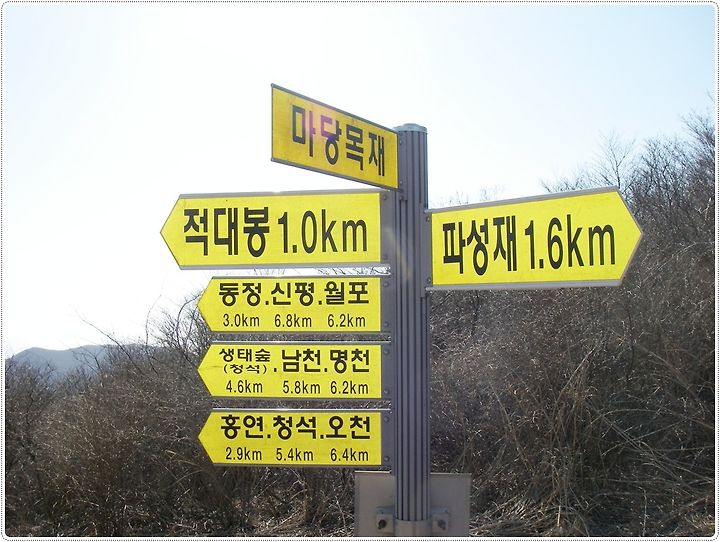 마당목재
적대봉 1.0km
파성재 1.6km
동정.신평.월포
3.0km 6.8km 6.2km
생태숲(청석).남천.명천
4.6km 5.8km 6.2km
홍연.청석.오천
2.9km 5.4km 6.4km